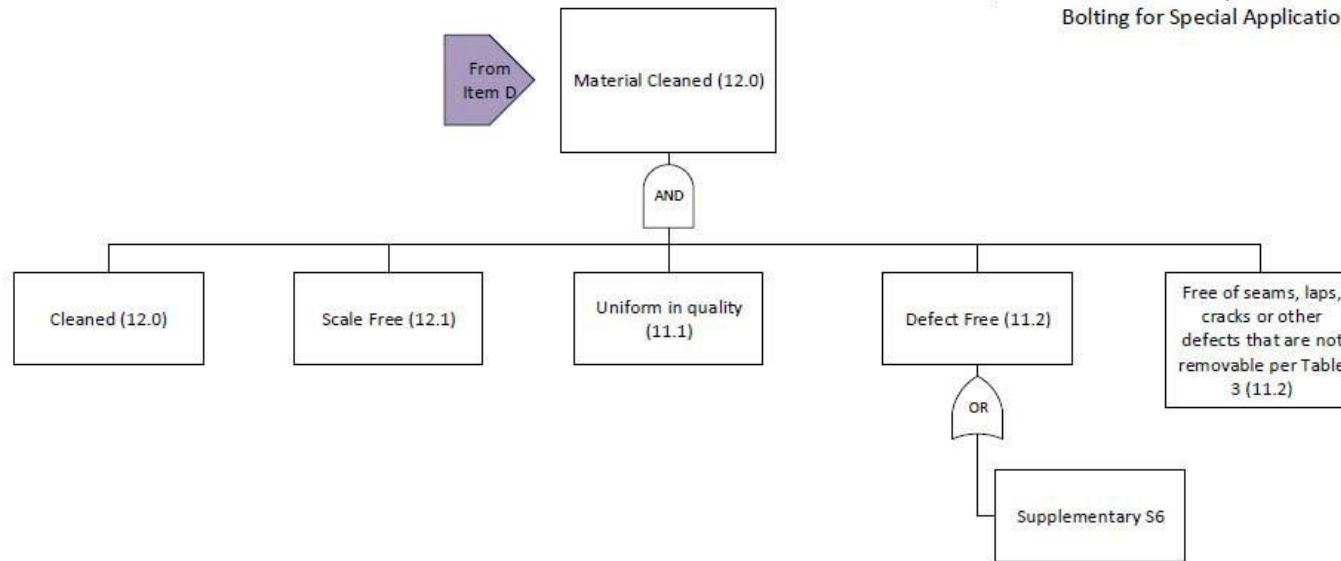 Bolting for Special Applicatio
From
Item D
Material Cleaned (12.0)
AND
Cleaned (12.0)
Scale Free (12.1)
Uniform in quality
(11.1)
Defect Free (11.2)
Free of seams, laps,
cracks or other
defects that are not
removable per Table
3 (11.2)
OR
Supplementary S6